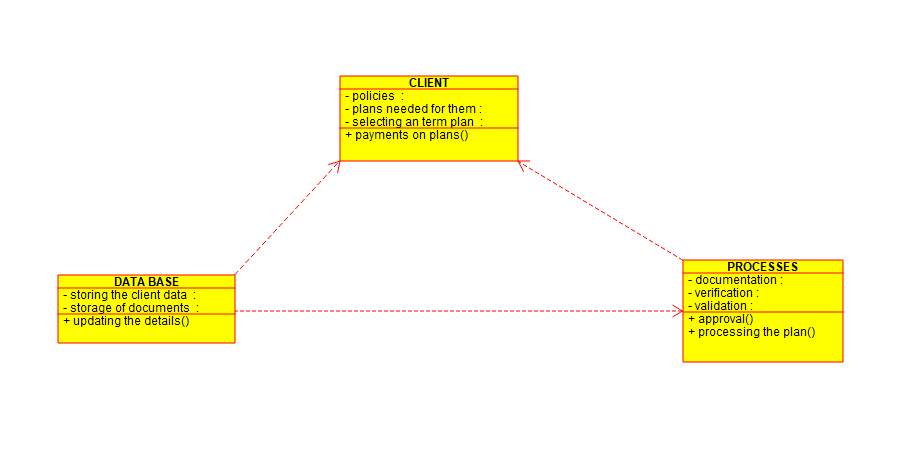 CLIENT
- policies  :
- plans needed for them :
- selecting an term plan  :
+ payments on plans()
DATA BASE
- storing the client data  :
- storage of documents  :
+ updating the details()
PROCESSES
- documentation :
- verification :
- validation :
+ approval()
+ processing the plan()